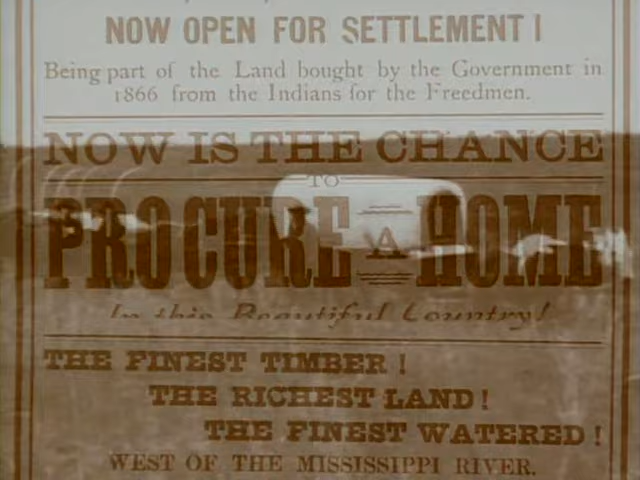 NOW OPEN FOR SETTLEMENT!
Being part of the Land bought by the Government in
1866 from the Indians for the Freedmen.
NOW IS THE CHANCE
TO
PROCURE A HOME
In this Beautiful Country!
THE FINEST TIMBER!
THE RICHEST LAND!
THE FINEST WATERED!
WEST OF THE MISSISSIPPI RIVER.